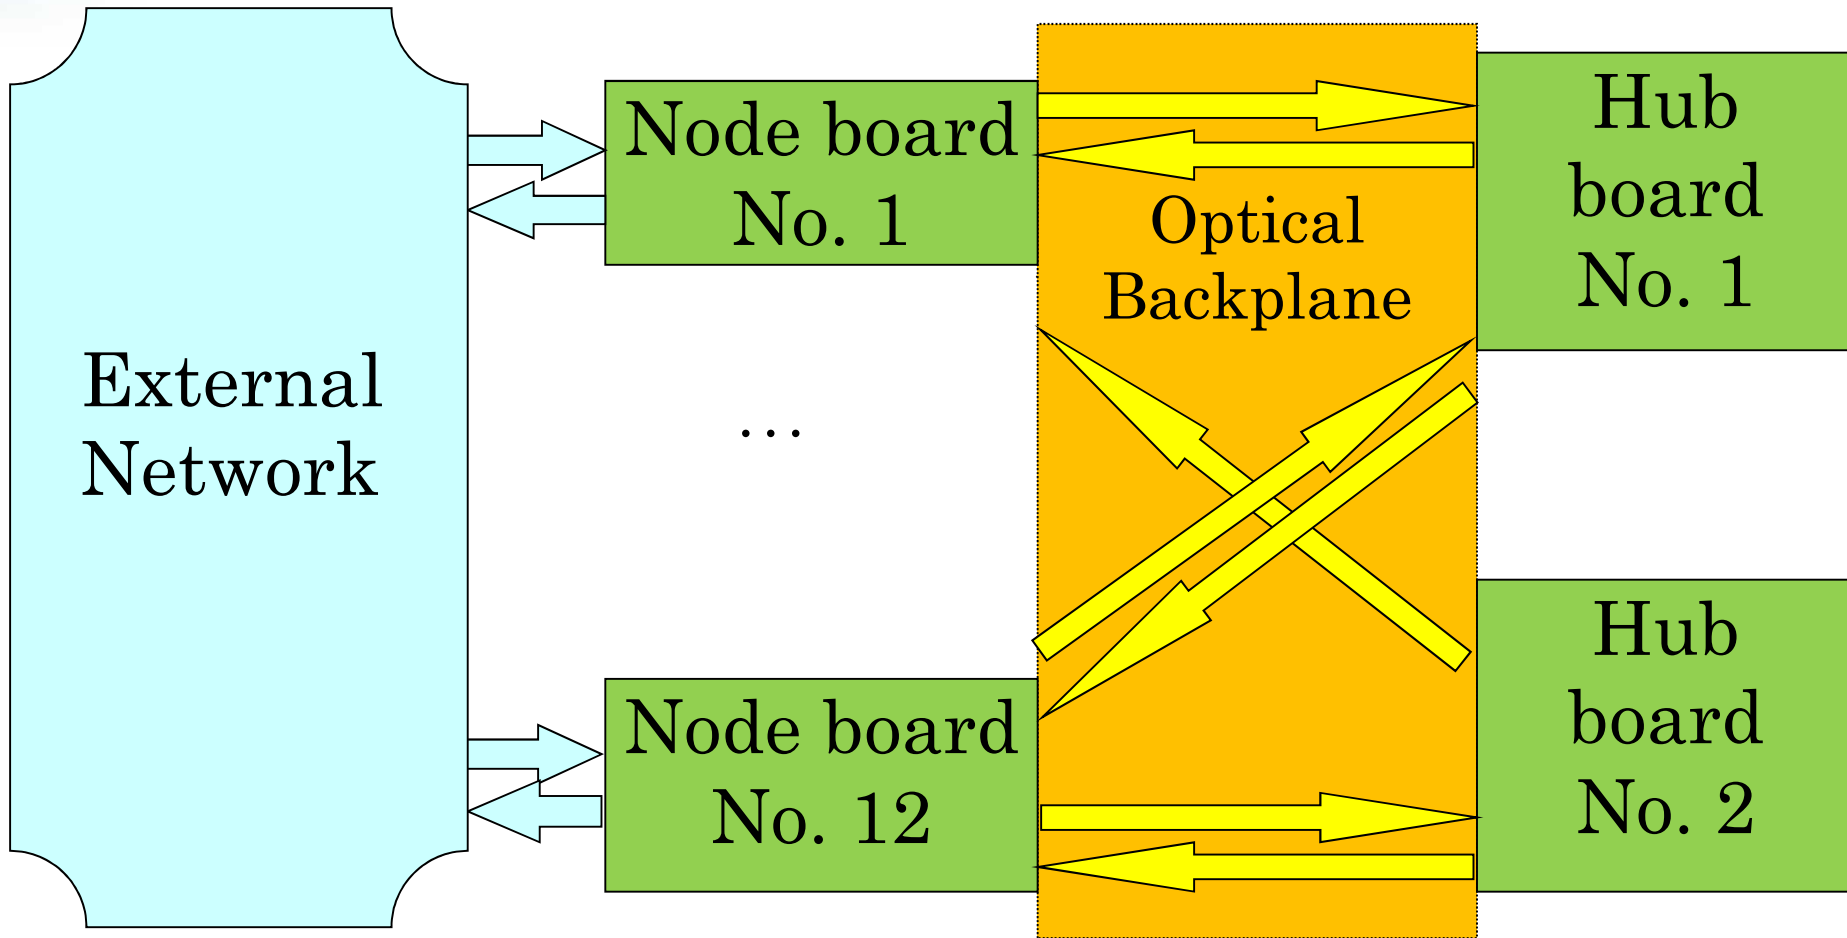 External
Network
Node board
No. 1
…
Node board
No. 12
Optical
Backplane
Hub
board
No. 1
Hub
board
No. 2